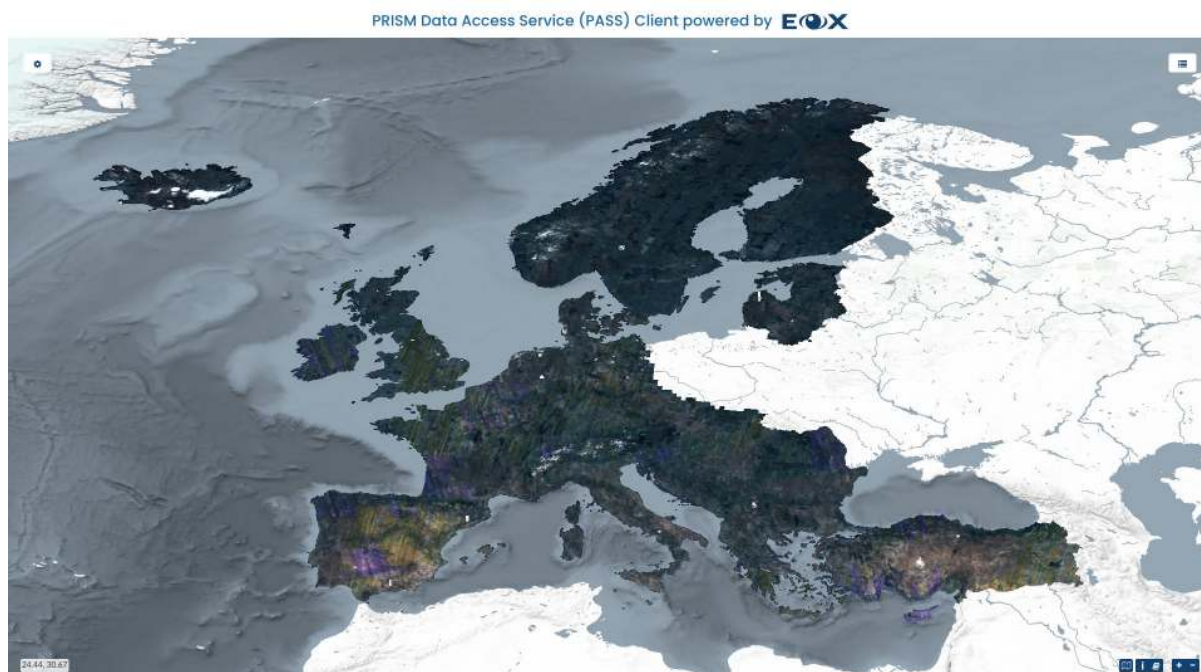 PRISM Data Access Service (PASS) Client powered by EOX
24.44, 30.67